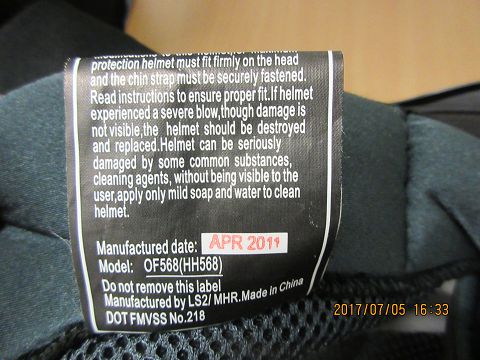 protection helmet must fit firmly on the head
and the chin strap must be securely fastened.
Read instructions to ensure proper fit.If helmet
experienced a severe blow,though damage is
not visible,the helmet should be destroyed
and replaced.Helmet can be seriously
damaged by some common substances,
cleaning agents, without being visible to the
user,apply only mild soap and water to clean
helmet.
Manufactured date: APR 2011
Model: OF568(HH568)
Do not remove this label
Manufactured by LS2/ MHR.Made in China
DOT FMVSS No.218
2017/07/05 16:33